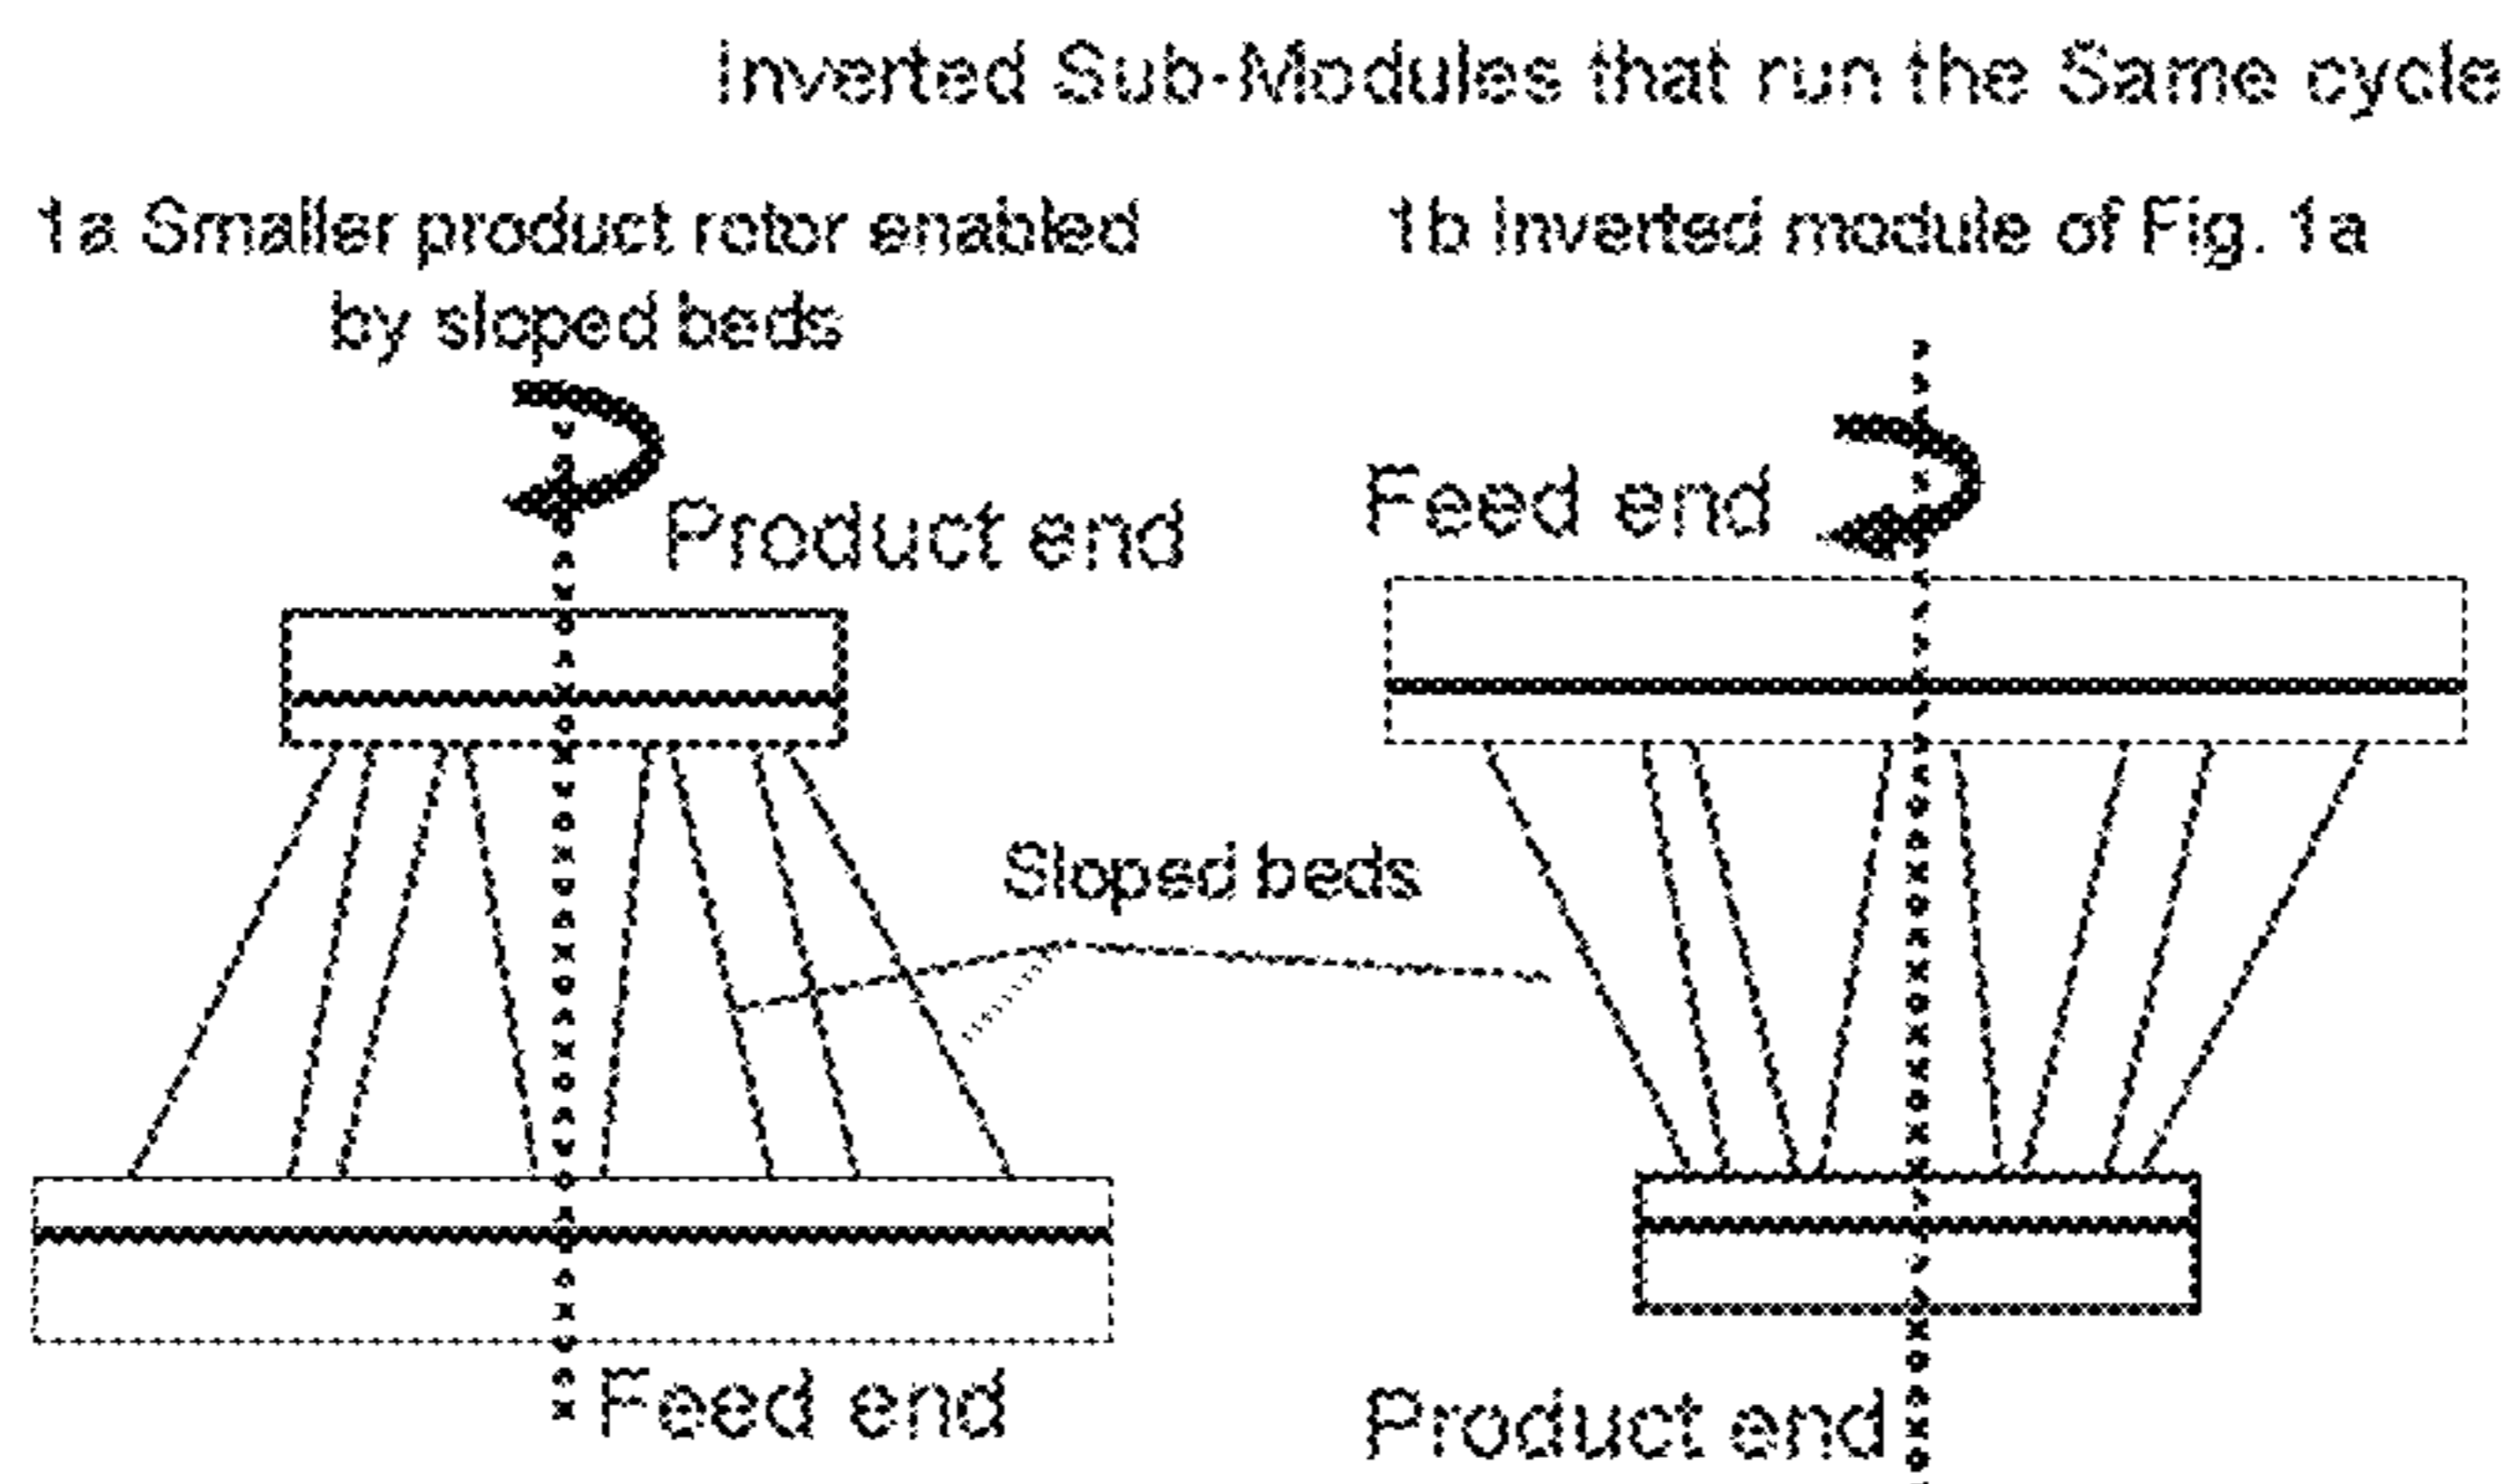 Inverted Sub-Modules that run the Same cycle
1a Smaller product rotor enabled
by sloped beds
1b Inverted module of Fig. 1a
Product end
Feed end
Sloped beds
Feed end
Product end